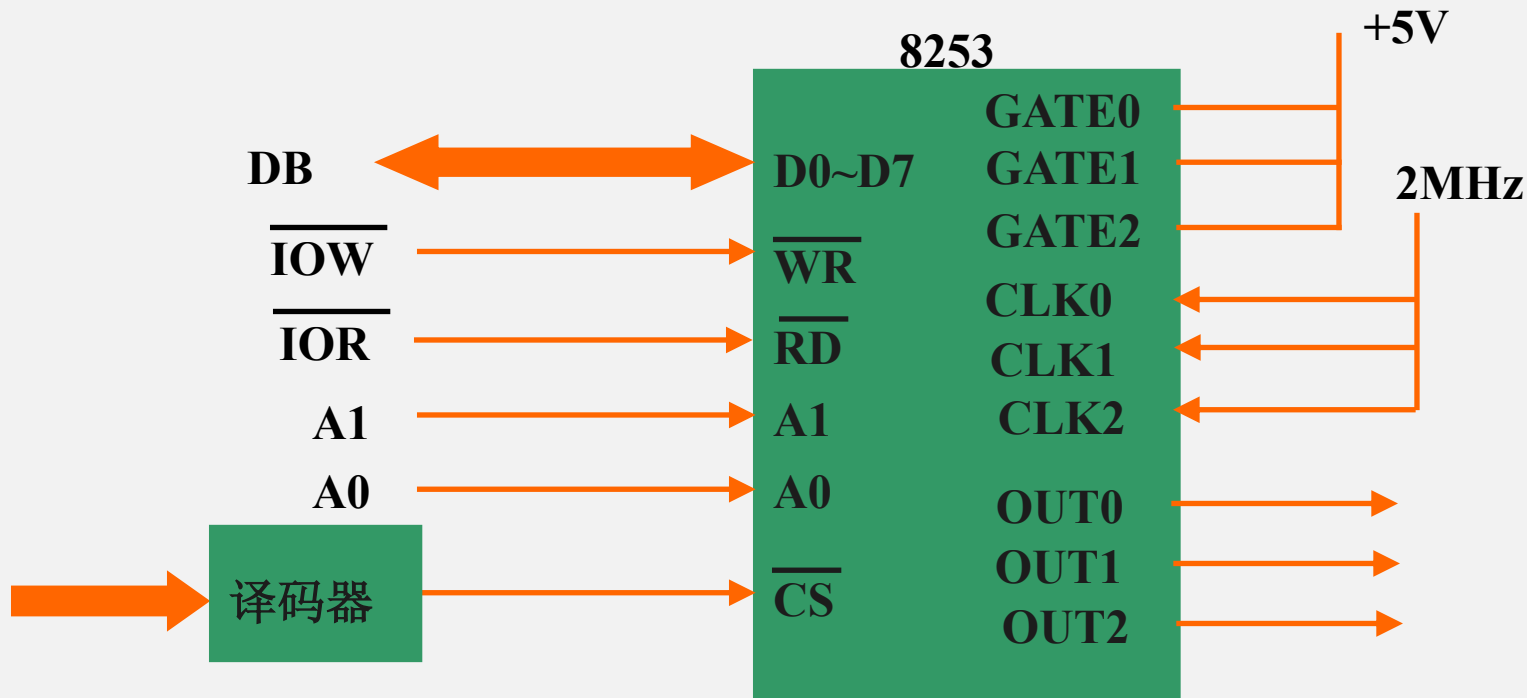 8253
+5V
GATE0
DB
D0~D7
GATE1
2MHz
GATE2
IOW
WR
CLK0
IOR
RD
CLK1
A1
A1
CLK2
A0
A0
OUT0
OUT1
译码器
CS
OUT2